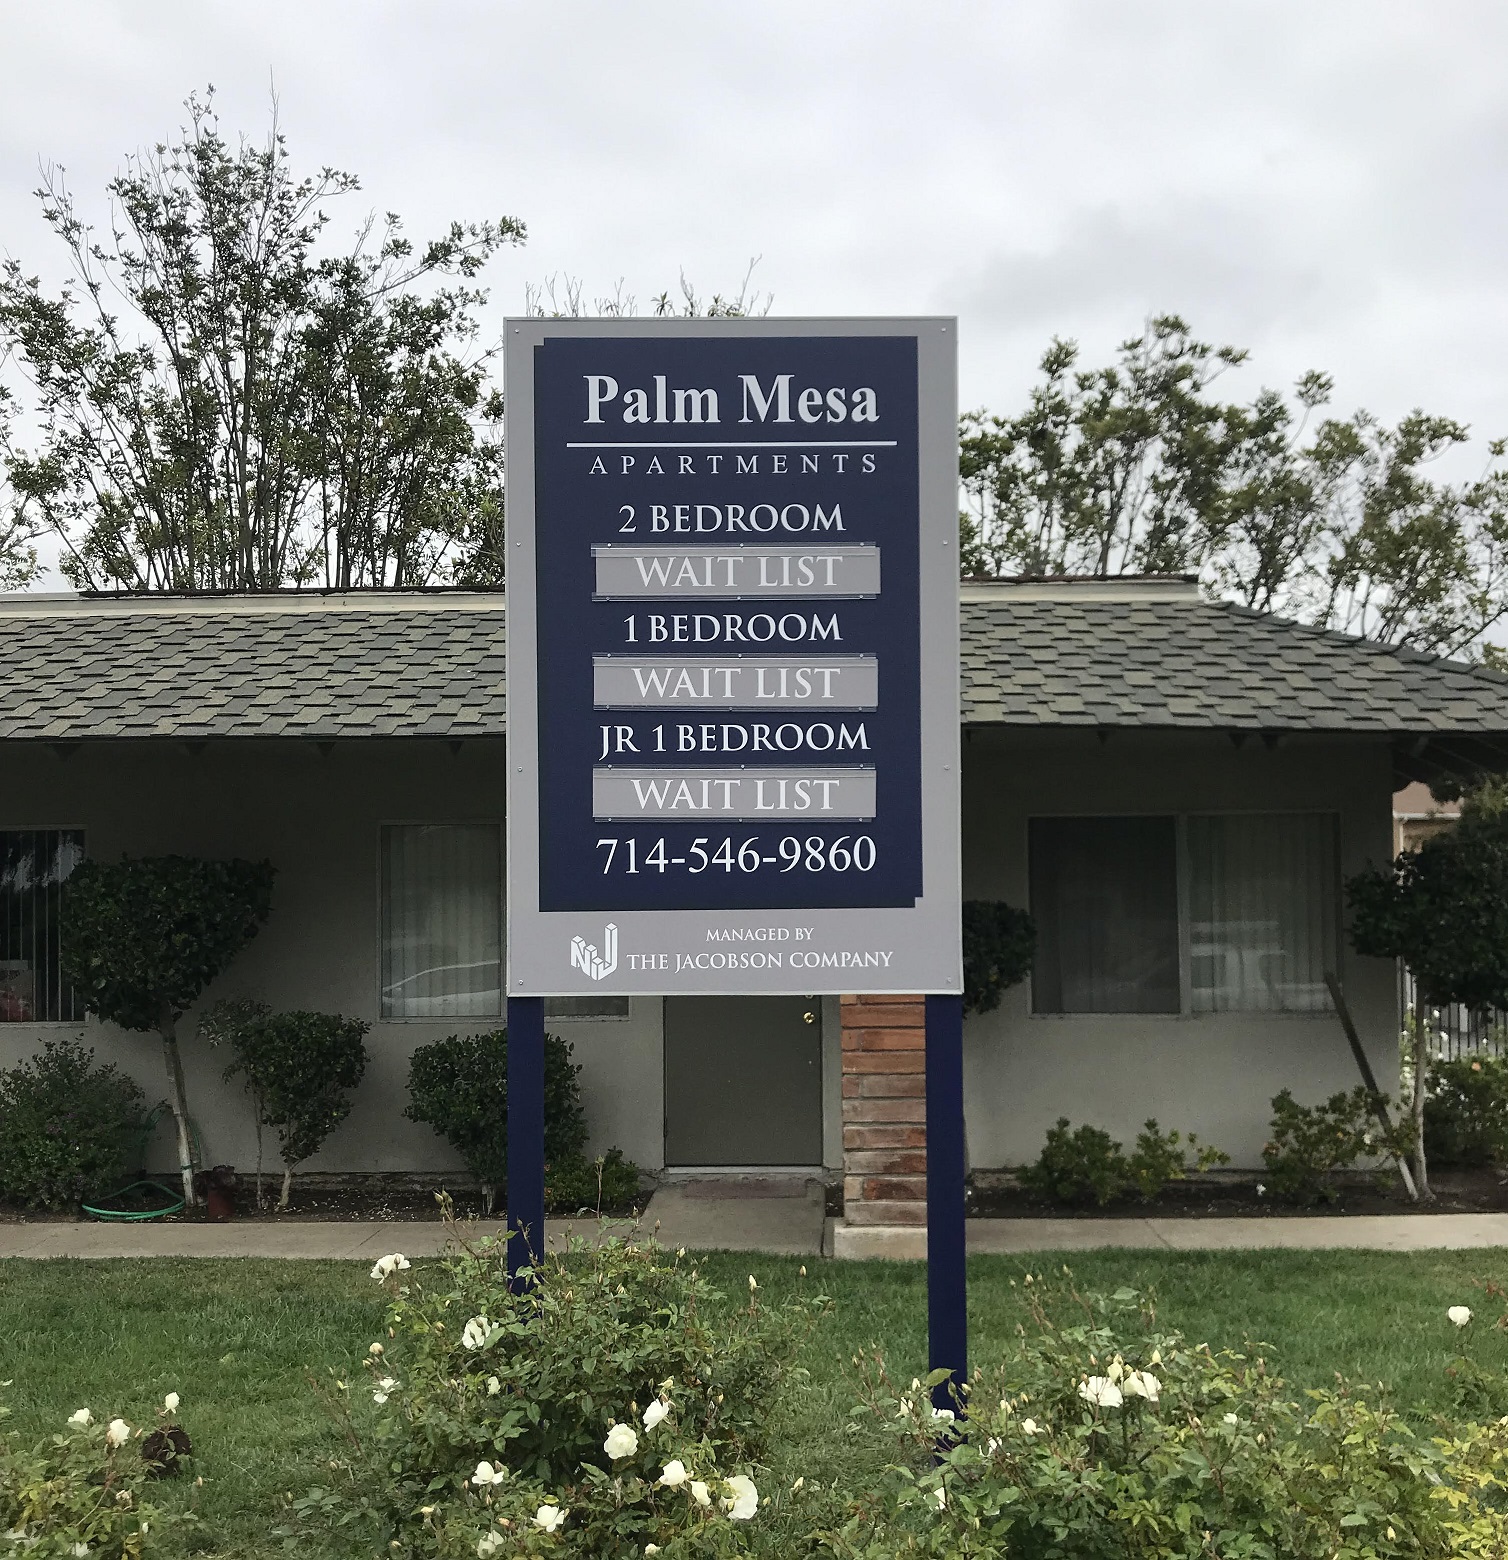 Palm Mesa
APARTMENTS
2 BEDROOM
WAIT LIST
1 BEDROOM
WAIT LIST
JR 1 BEDROOM
WAIT LIST
714-546-9860
MANAGED BY
NWJ THE JACOBSON COMPANY